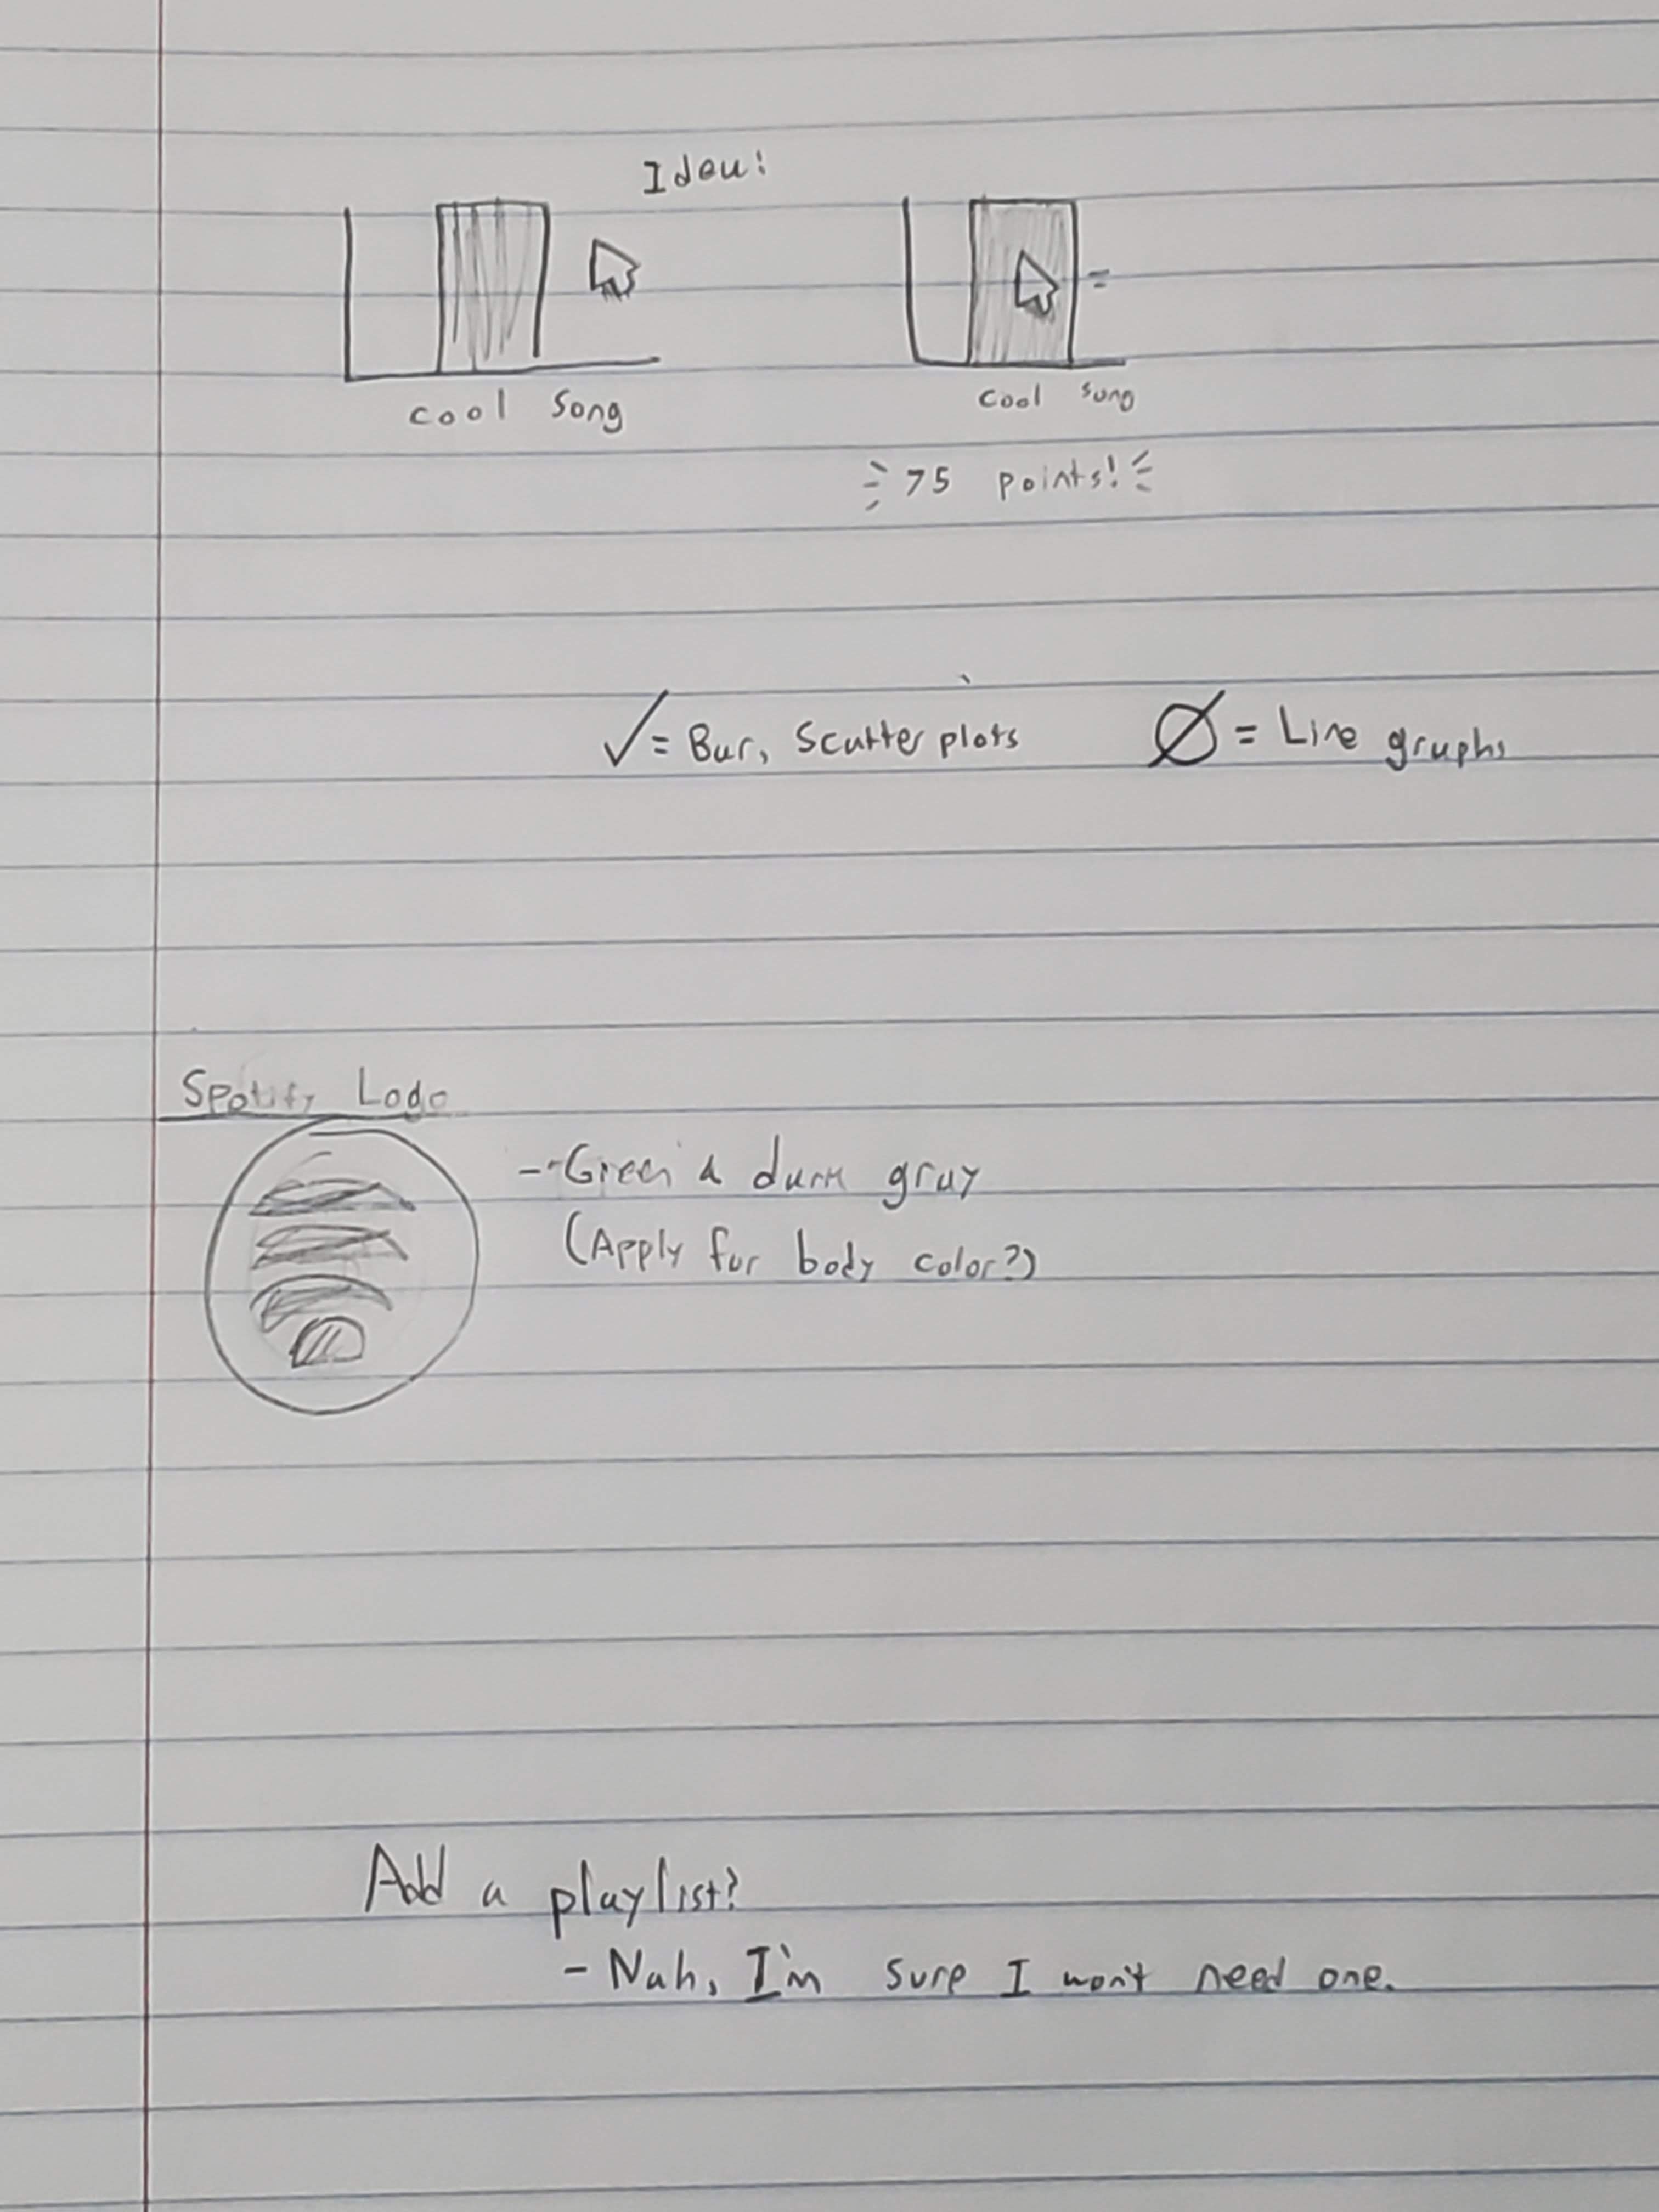 Idea!
cool song
cool song
75 points!
✓= Bar, Scatter plots
Ø = Line graphs
Spotify Logo
-Green & dark gray
(Apply for body color?)
Add a playlist?
- Nah, I'm sure I won't need one.